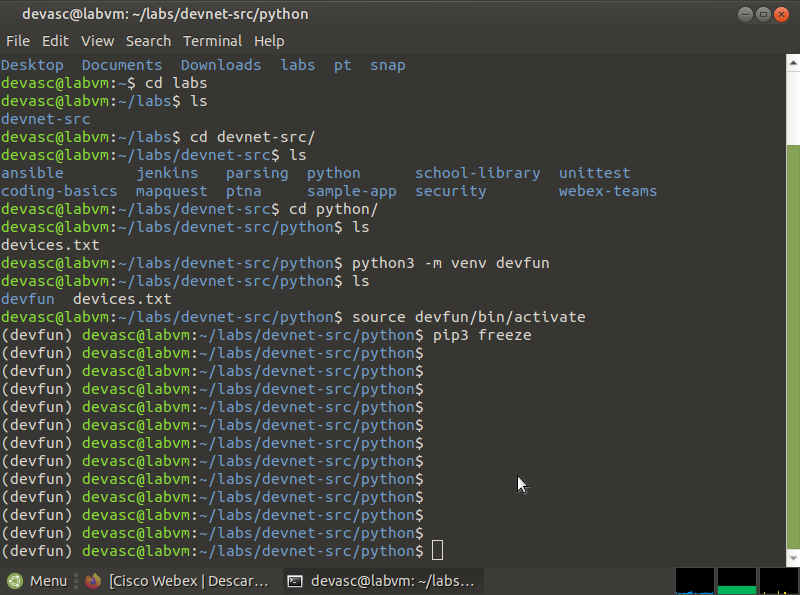 devasc@labvm: ~/labs/devnet-src/python
File Edit View Search Terminal Help
Desktop Documents Downloads labs pt snap
devasc@labvm:~$ cd labs
devasc@labvm:~/labs$ ls
devnet-src
devasc@labvm:~/labs$ cd devnet-src/
devasc@labvm:~/labs/devnet-src$ ls
ansible jenkins parsing python school-library unittest
coding-basics mapquest ptna sample-app security webex-teams
devasc@labvm:~/labs/devnet-src$ cd python/
devasc@labvm:~/labs/devnet-src/python$ ls
devices.txt
devasc@labvm:~/labs/devnet-src/python$ python3 -m venv devfun
devasc@labvm:~/labs/devnet-src/python$ ls
devfun devices.txt
devasc@labvm:~/labs/devnet-src/python$ source devfun/bin/activate
(devfun) devasc@labvm:~/labs/devnet-src/python$ pip3 freeze
(devfun) devasc@labvm:~/labs/devnet-src/python$
(devfun) devasc@labvm:~/labs/devnet-src/python$
(devfun) devasc@labvm:~/labs/devnet-src/python$
(devfun) devasc@labvm:~/labs/devnet-src/python$
(devfun) devasc@labvm:~/labs/devnet-src/python$
(devfun) devasc@labvm:~/labs/devnet-src/python$
(devfun) devasc@labvm:~/labs/devnet-src/python$
(devfun) devasc@labvm:~/labs/devnet-src/python$
(devfun) devasc@labvm:~/labs/devnet-src/python$
(devfun) devasc@labvm:~/labs/devnet-src/python$
(devfun) devasc@labvm:~/labs/devnet-src/python$
(devfun) devasc@labvm:~/labs/devnet-src/python$
Menu [Cisco Webex | Descar... devasc@labvm: ~/labs...